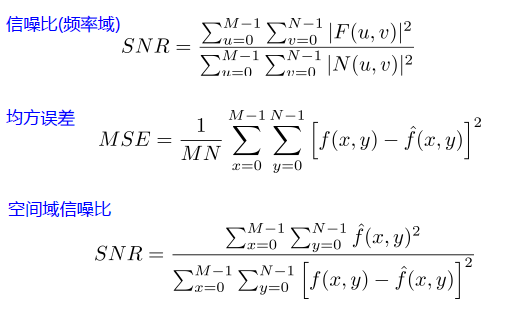 信噪比(频率域)
SNR = \frac{\sum_{u=0}^{M-1} \sum_{v=0}^{N-1} |F(u,v)|^2}{\sum_{u=0}^{M-1} \sum_{v=0}^{N-1} |N(u,v)|^2}
均方误差
MSE = \frac{1}{MN} \sum_{x=0}^{M-1} \sum_{y=0}^{N-1} \left[ f(x,y) - \hat{f}(x,y) \right]^2
空间域信噪比
SNR = \frac{\sum_{x=0}^{M-1} \sum_{y=0}^{N-1} \hat{f}(x,y)^2}{\sum_{x=0}^{M-1} \sum_{y=0}^{N-1} \left[ f(x,y) - \hat{f}(x,y) \right]^2}